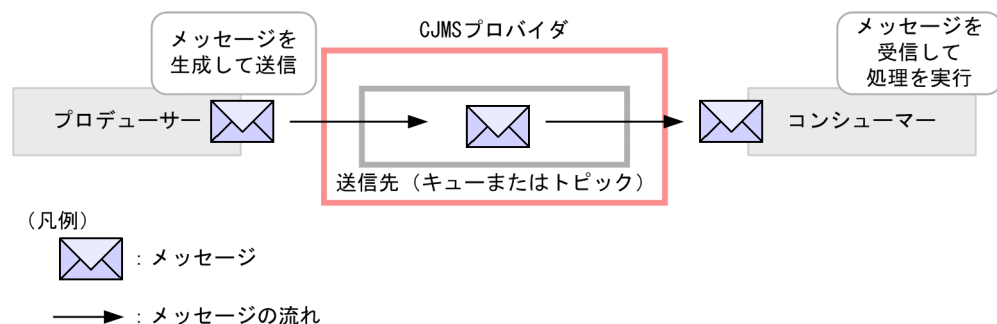 CJMSプロバイダ
メッセージを
生成して送信
メッセージを
受信して
処理を実行
プロデューサー
コンシューマー
送信先（キューまたはトピック）
（凡例）
：メッセージ
：メッセージの流れ